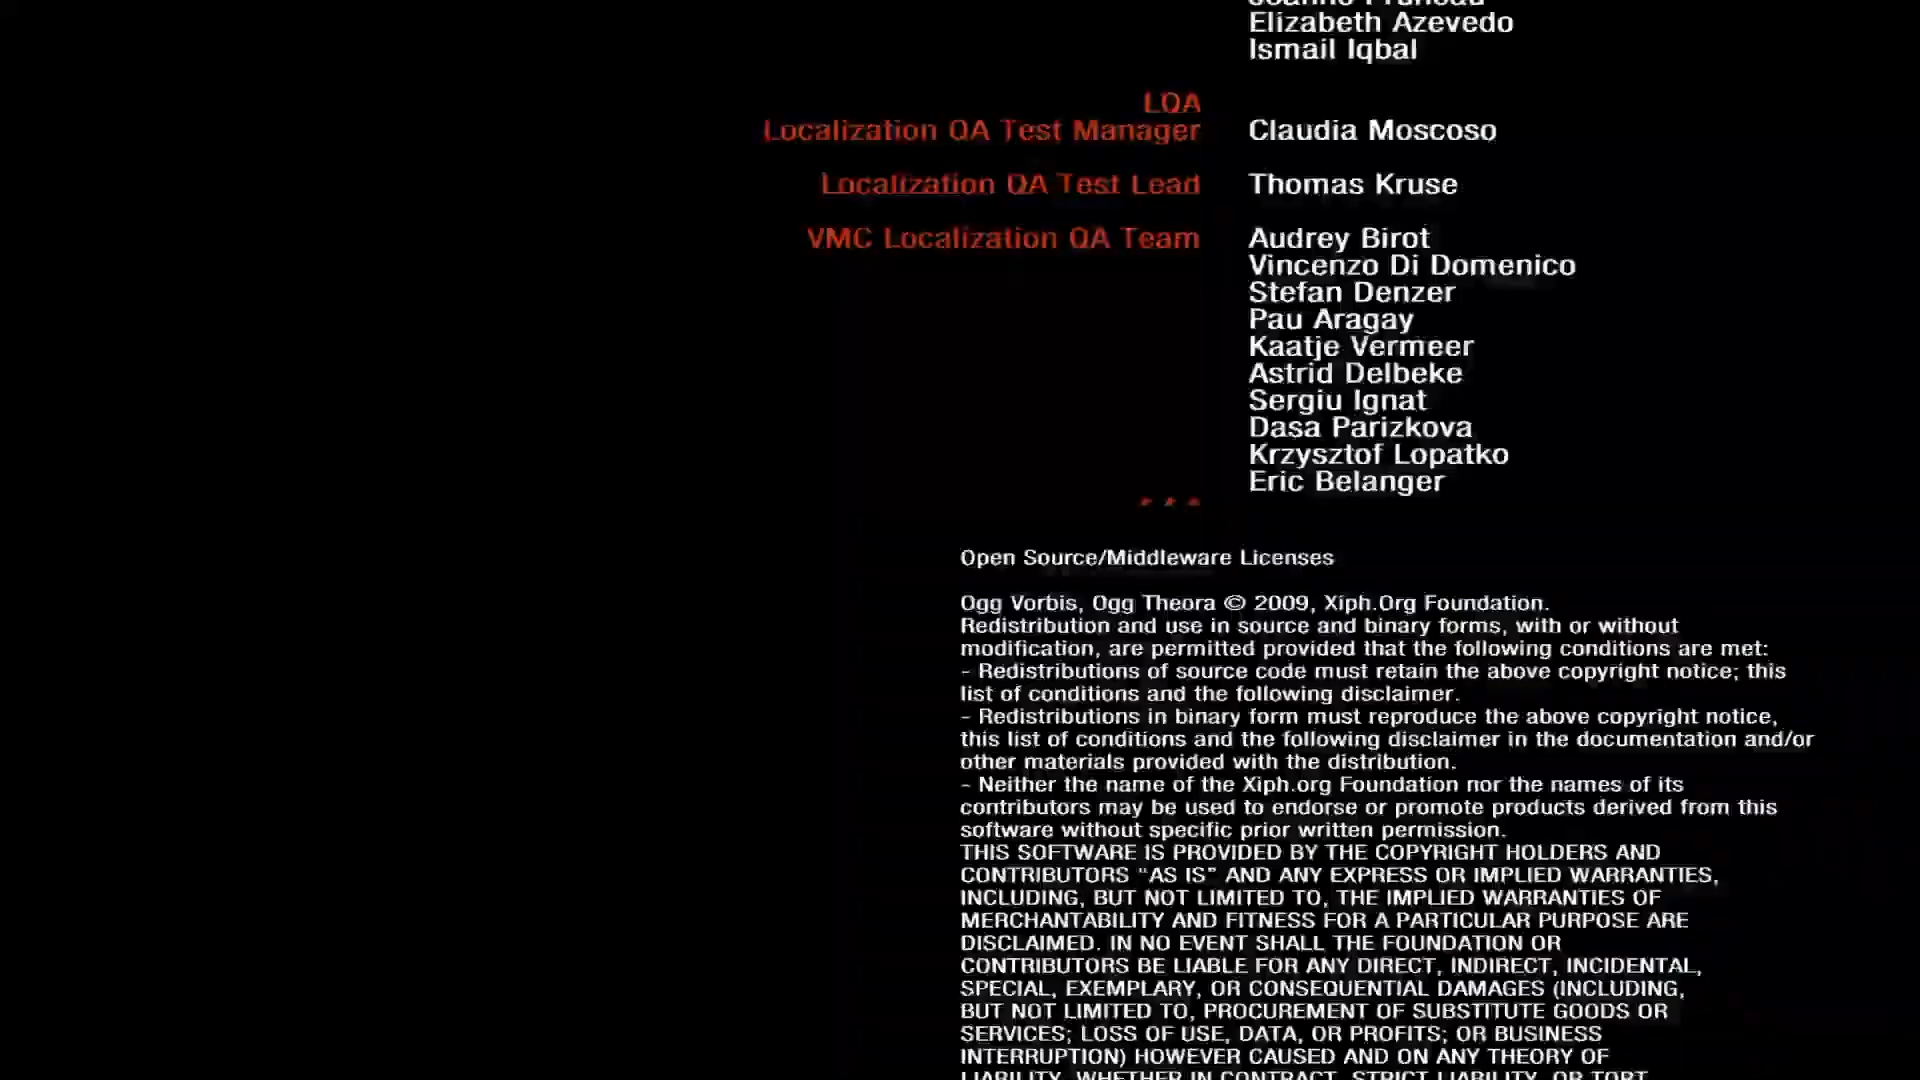 Elizabeth Azevedo
Ismail Iqbal
LQA
Localization QA Test Manager Claudia Moscoso
Localization QA Test Lead Thomas Kruse
VMC Localization QA Team Audrey Birot
Vincenzo Di Domenico
Stefan Denzer
Pau Aragay
Kaatje Vermeer
Astrid Delbeke
Sergiu Ignat
Dasa Parizkova
Krzysztof Lopatko
Eric Belanger
Open Source/Middleware Licenses
Ogg Vorbis, Ogg Theora © 2009, Xiph.Org Foundation.
Redistribution and use in source and binary forms, with or without
modification, are permitted provided that the following conditions are met:
- Redistributions of source code must retain the above copyright notice; this
list of conditions and the following disclaimer.
- Redistributions in binary form must reproduce the above copyright notice,
this list of conditions and the following disclaimer in the documentation and/or
other materials provided with the distribution.
- Neither the name of the Xiph.org Foundation nor the names of its
contributors may be used to endorse or promote products derived from this
software without specific prior written permission.
THIS SOFTWARE IS PROVIDED BY THE COPYRIGHT HOLDERS AND
CONTRIBUTORS “AS IS” AND ANY EXPRESS OR IMPLIED WARRANTIES,
INCLUDING, BUT NOT LIMITED TO, THE IMPLIED WARRANTIES OF
MERCHANTABILITY AND FITNESS FOR A PARTICULAR PURPOSE ARE
DISCLAIMED. IN NO EVENT SHALL THE FOUNDATION OR
CONTRIBUTORS BE LIABLE FOR ANY DIRECT, INDIRECT, INCIDENTAL,
SPECIAL, EXEMPLARY, OR CONSEQUENTIAL DAMAGES (INCLUDING,
BUT NOT LIMITED TO, PROCUREMENT OF SUBSTITUTE GOODS OR
SERVICES; LOSS OF USE, DATA, OR PROFITS; OR BUSINESS
INTERRUPTION) HOWEVER CAUSED AND ON ANY THEORY OF
LIABILITY, WHETHER IN CONTRACT, STRICT LIABILITY, OR TORT